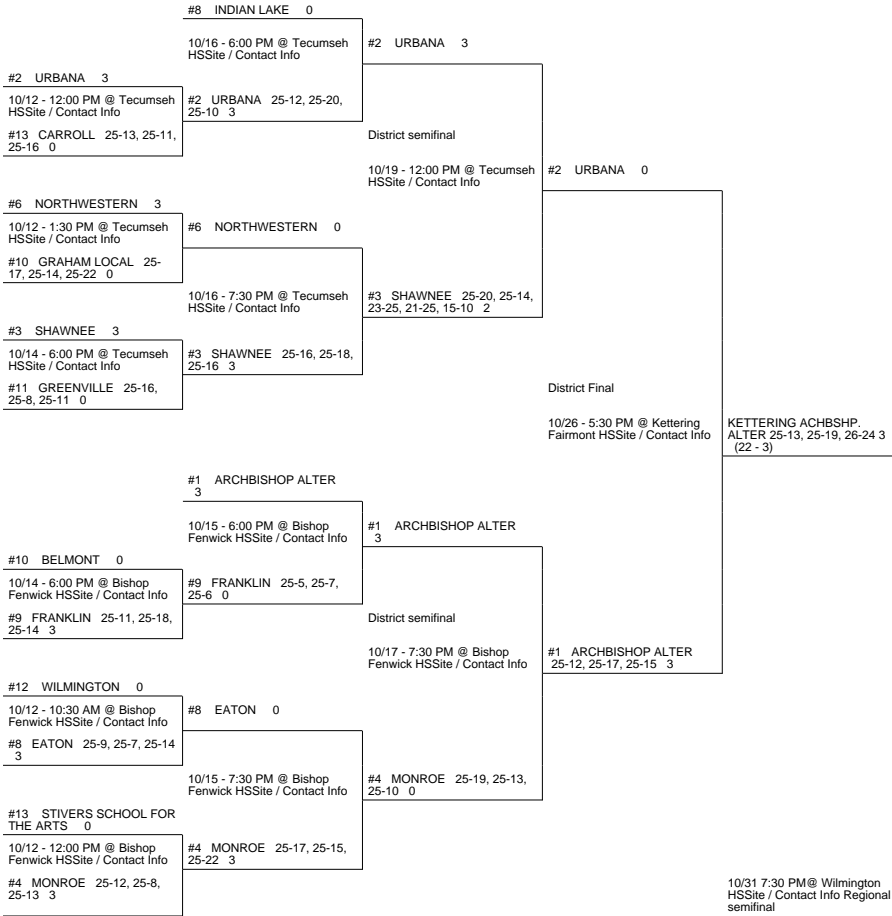 #8 INDIAN LAKE 0
10/16 - 6:00 PM @ Tecumseh
HSSite / Contact Info
#2 URBANA 3
#2 URBANA 3
10/12 - 12:00 PM @ Tecumseh
HSSite / Contact Info
#2 URBANA 25-12, 25-20,
25-10 3
#13 CARROLL 25-13, 25-11,
25-16 0
District semifinal
10/19 - 12:00 PM @ Tecumseh
HSSite / Contact Info
#2 URBANA 0
#6 NORTHWESTERN 3
10/12 - 1:30 PM @ Tecumseh
HSSite / Contact Info
#6 NORTHWESTERN 0
#10 GRAHAM LOCAL 25-
17, 25-14, 25-22 0
10/16 - 7:30 PM @ Tecumseh
HSSite / Contact Info
#3 SHAWNEE 25-20, 25-14,
23-25, 21-25, 15-10 2
#3 SHAWNEE 3
10/14 - 6:00 PM @ Tecumseh
HSSite / Contact Info
#3 SHAWNEE 25-16, 25-18,
25-16 3
#11 GREENVILLE 25-16,
25-8, 25-11 0
District Final
10/26 - 5:30 PM @ Kettering
Fairmont HSSite / Contact Info
KETTERING ACHBSHP.
ALTER 25-13, 25-19, 26-24 3
(22 - 3)
#1 ARCHBISHOP ALTER
3
10/15 - 6:00 PM @ Bishop
Fenwick HSSite / Contact Info
#1 ARCHBISHOP ALTER
3
#10 BELMONT 0
10/14 - 6:00 PM @ Bishop
Fenwick HSSite / Contact Info
#9 FRANKLIN 25-5, 25-7,
25-6 0
#9 FRANKLIN 25-11, 25-18,
25-14 3
District semifinal
10/17 - 7:30 PM @ Bishop
Fenwick HSSite / Contact Info
#1 ARCHBISHOP ALTER
25-12, 25-17, 25-15 3
#12 WILMINGTON 0
10/12 - 10:30 AM @ Bishop
Fenwick HSSite / Contact Info
#8 EATON 0
#8 EATON 25-9, 25-7, 25-14
3
10/15 - 7:30 PM @ Bishop
Fenwick HSSite / Contact Info
#4 MONROE 25-19, 25-13,
25-10 0
#13 STIVERS SCHOOL FOR
THE ARTS 0
10/12 - 12:00 PM @ Bishop
Fenwick HSSite / Contact Info
#4 MONROE 25-17, 25-15,
25-22 3
#4 MONROE 25-12, 25-8,
25-13 3
10/31 7:30 PM@ Wilmington
HSSite / Contact Info Regional
semifinal